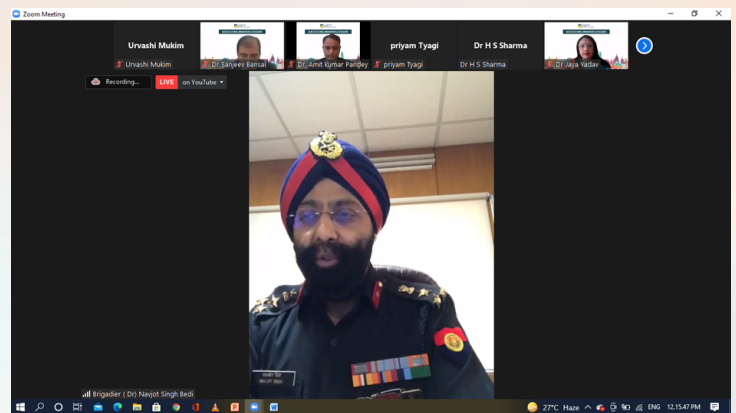 Zoom Meeting
Urvashi Mukim
priyam Tyagi
Dr H S Sharma
Urvashi Mukim
Dr Sanjeev Bansal
Dr. Amit Kumar Pandey
priyam Tyagi
Dr H S Sharma
Dr Jaya Yadav
Recording...
LIVE
on YouTube
NAVJOT SINGH
Brigadier ( Dr) Navjot Singh Bedi
27°C Haze
ENG
12.15.47 PM